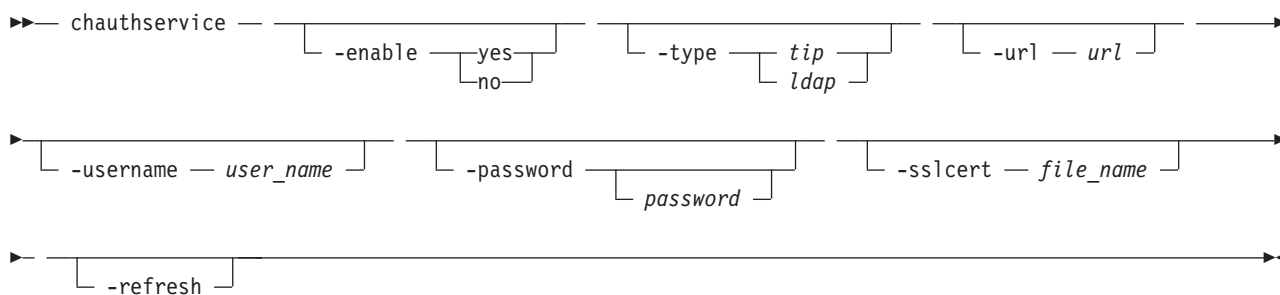 chauthservice
-enable yes -type tip -url url
no ldap
-username user_name -password -sslcert file_name
password
-refresh